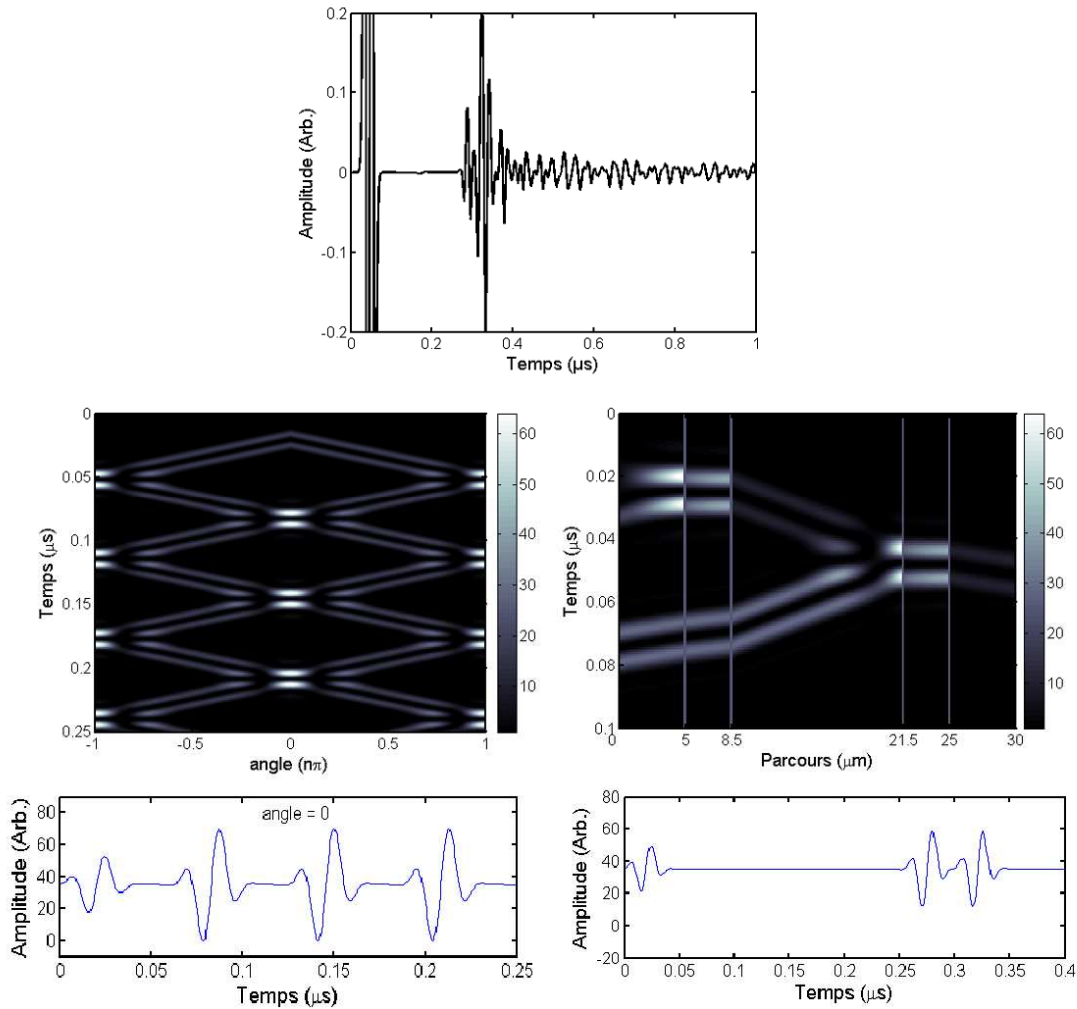 0.2
0.1
0
-0.1
-0.2
Amplitude (Arb.)
0 0.2 0.4 0.6 0.8 1
Temps (μs)
0
0.05
0.1
0.15
0.2
0.25
Temps (μs)
-1 -0.5 0 0.5 1
angle (nπ)
60
50
40
30
20
10
0
0.02
0.04
0.06
0.08
0.1
Temps (μs)
0 5 8.5 21.5 25 30
Parcours (μm)
60
50
40
30
20
10
80
60
40
20
0
Amplitude (Arb.)
angle = 0
0 0.05 0.1 0.15 0.2 0.25
Temps (μs)
80
60
40
20
0
-20
Amplitude (Arb.)
0 0.05 0.1 0.15 0.2 0.25 0.3 0.35 0.4
Temps (μs)